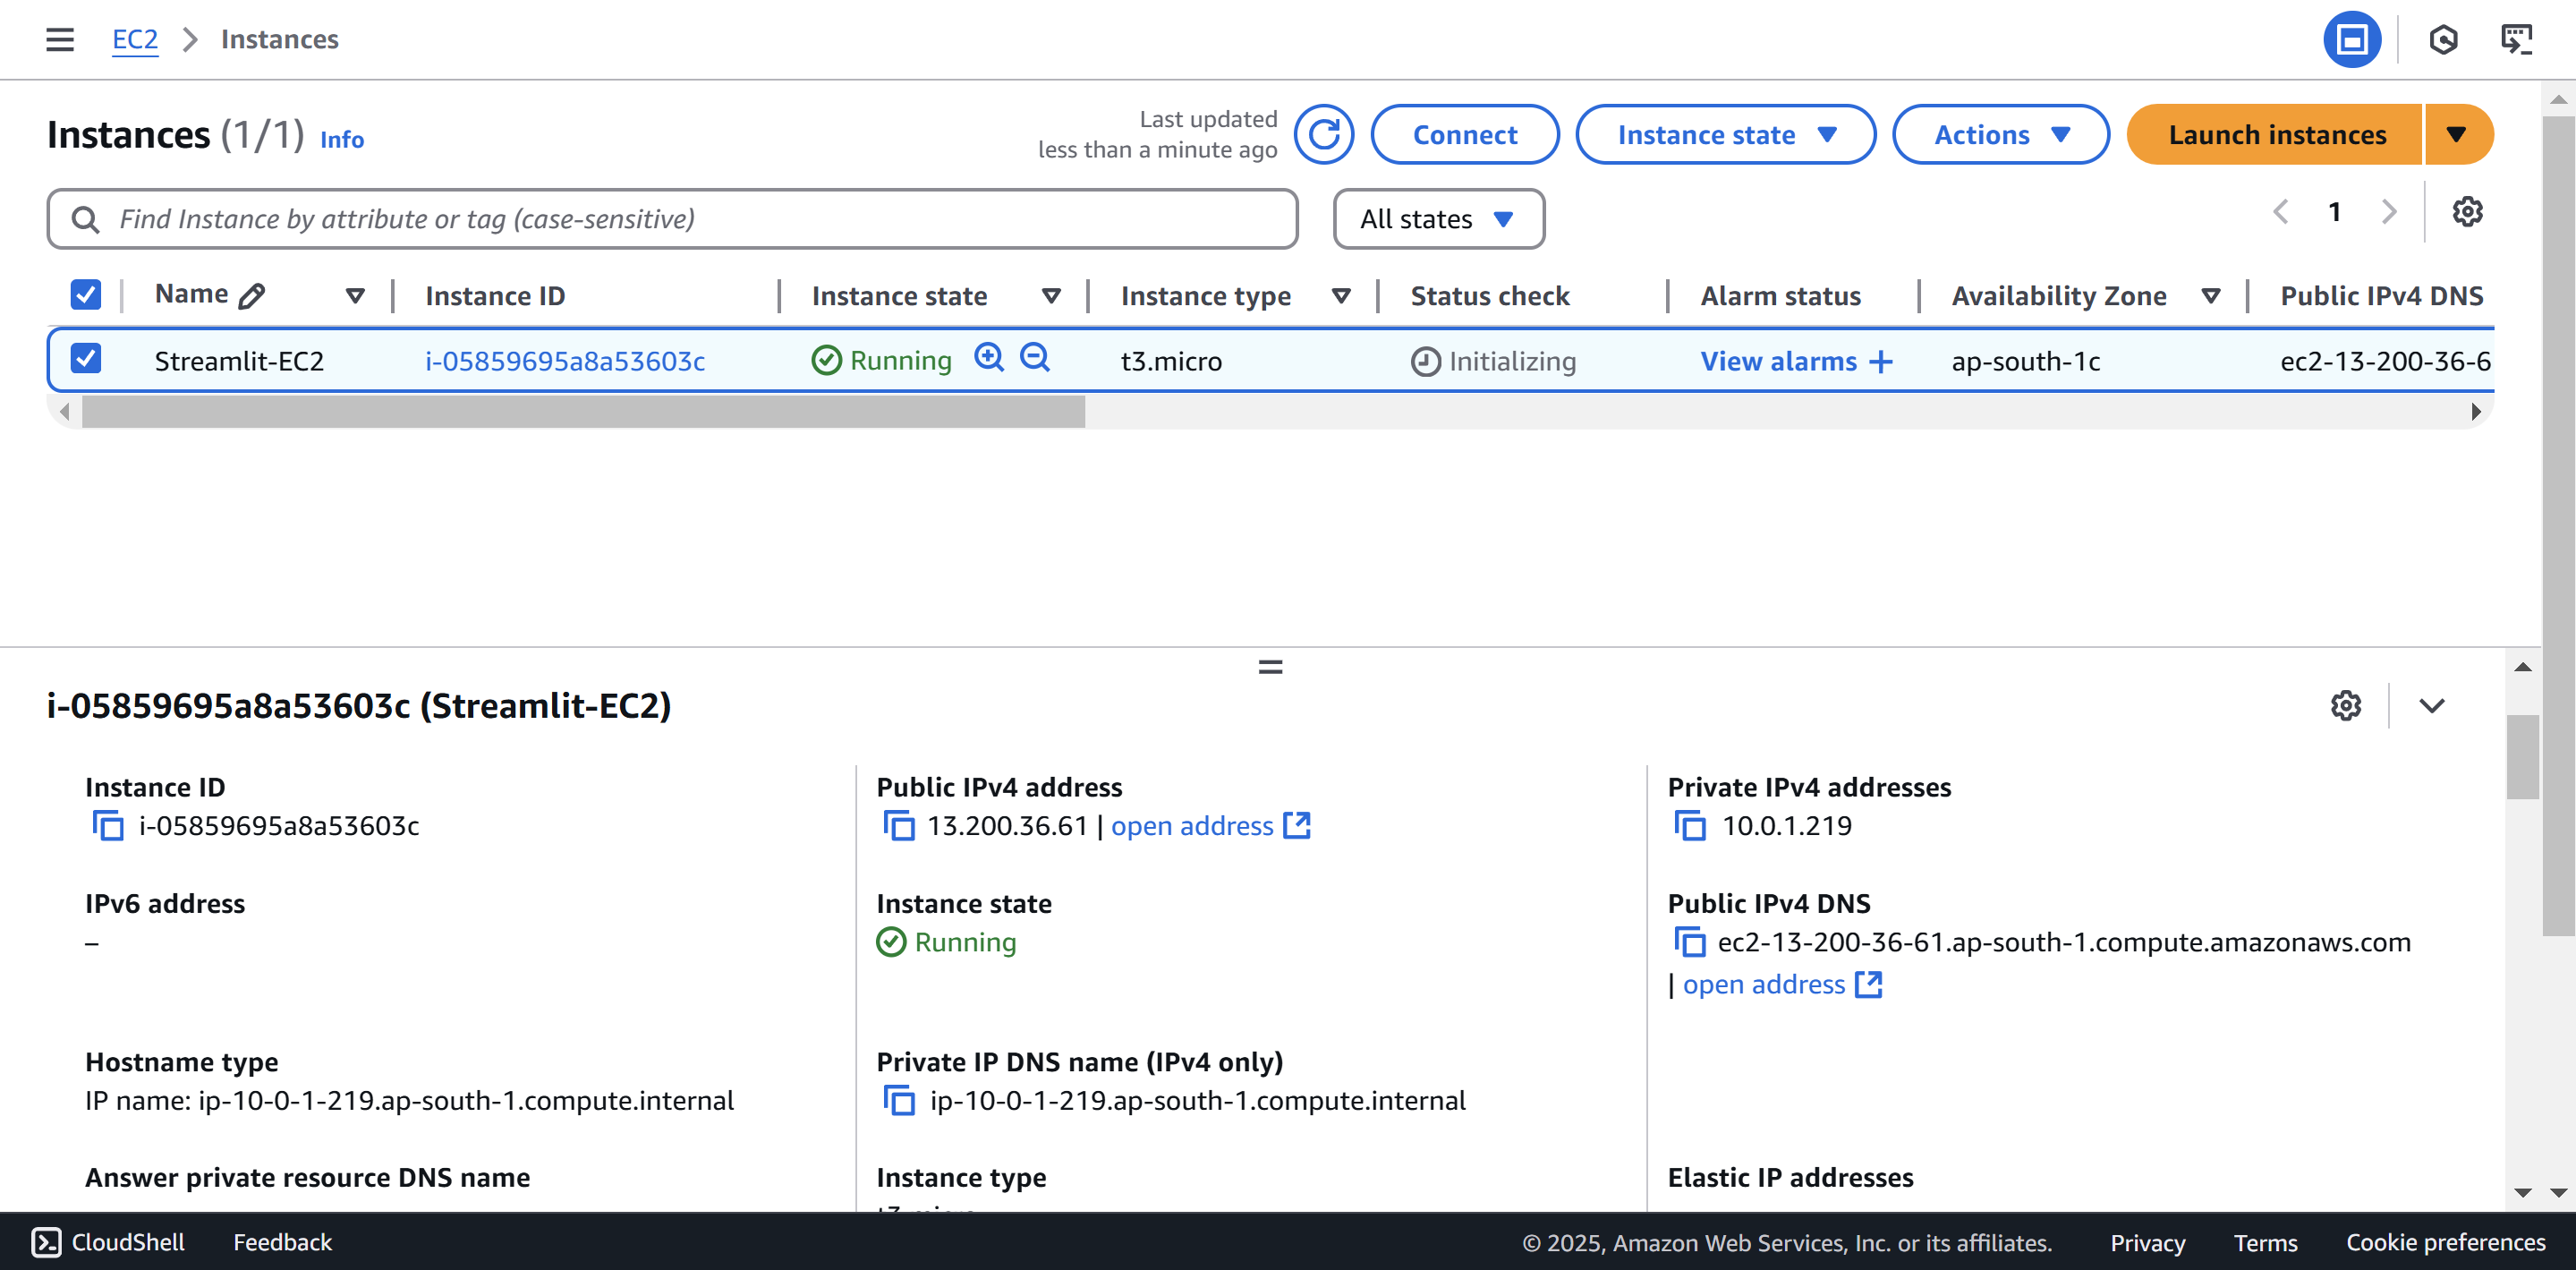 EC2 > Instances
Instances (1/1) Info
Last updated
less than a minute ago
Connect
Instance state
Actions
Launch instances
Find Instance by attribute or tag (case-sensitive)
All states
1
Name Instance ID Instance state Instance type Status check Alarm status Availability Zone Public IPv4 DNS
Streamlit-EC2 i-05859695a8a53603c Running t3.micro Initializing View alarms + ap-south-1c ec2-13-200-36-6
i-05859695a8a53603c (Streamlit-EC2)
Instance ID
i-05859695a8a53603c
Public IPv4 address
13.200.36.61 | open address
Private IPv4 addresses
10.0.1.219
IPv6 address
–
Instance state
Running
Public IPv4 DNS
ec2-13-200-36-61.ap-south-1.compute.amazonaws.com
| open address
Hostname type
IP name: ip-10-0-1-219.ap-south-1.compute.internal
Private IP DNS name (IPv4 only)
ip-10-0-1-219.ap-south-1.compute.internal
Answer private resource DNS name
Instance type
Elastic IP addresses
CloudShell Feedback © 2025, Amazon Web Services, Inc. or its affiliates. Privacy Terms Cookie preferences